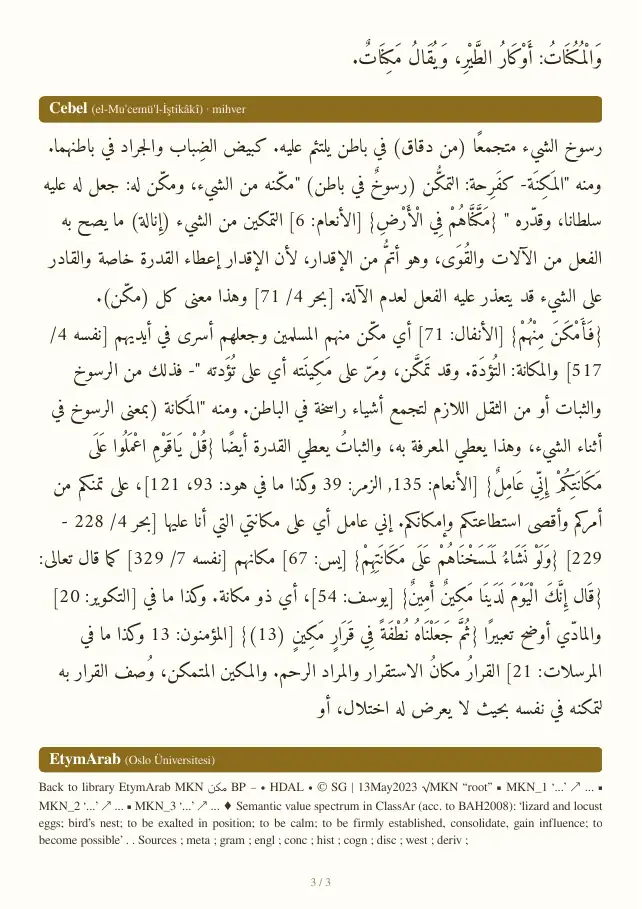 وَالْمُكُنَاتُ: أَوْكَارُ الطَّيْرِ، وَيُقَالُ مَكِنَاتٌ.
Cebel (el-Mu'cemü'l-İştikâkî) · mihver
رسوخ الشيء متجمعًا (من دقاق) في باطن يلتئم عليه. كبيض الضِباب والجراد في باطنهما.
ومنه "المَكِنَة- كفَرِحة: التمكُّن (رسوخٌ في باطن) "مكّنه من الشيء، ومكّن له: جعل له عليه
سلطانا، وقدّره " {مَكَّنَّاهُمْ فِي الْأَرْضِ} [الأنعام: 6] التمكين من الشيء (إنالة) ما يصح به
الفعل من الآلات والقُوَى، وهو أتمُّ من الإقدار، لأن الإقدار إعطاء القدرة خاصة والقادر
على الشيء قد يتعذر عليه الفعل لعدم الآلة. [بحر 4/ 71] وهذا معنى كل (مكّن).
{فَأَمْكَنَ مِنْهُمْ} [الأنفال: 71] أي مكّن منهم المسلمين وجعلهم أسرى في أيديهم [نفسه 4/
517] والمكانة: التُؤَدَة. وقد تَمَكَّن، ومَرّ على مَكِينَته أي على تُؤَدته "- فذلك من الرسوخ
والثبات أو من الثقل اللازم لتجمع أشياء راسخة في الباطن. ومنه "المَكانة (بمعنى الرسوخ في
أثناء الشيء، وهذا يعطي المعرفة به، والثباتُ يعطي القدرة أيضًا {قُلْ يَاقَوْمِ اعْمَلُوا عَلَى
مَكَانَتِكُمْ إِنِّي عَامِلٌ} [الأنعام: 135, الزمر: 39 وكذا ما في هود: 93، 121]، على تمكنكم من
أمركم وأقصى استطاعتكم وإمكانكم. إني عامل أي على مكانتي التي أنا عليها [بحر 4/ 228 -
229] {وَلَوْ نَشَاءُ لَمَسَخْنَاهُمْ عَلَى مَكَانَتِهِمْ} [يس: 67] مكانهم [نفسه 7/ 329] كما قال تعالى:
{قَالَ إِنَّكَ الْيَوْمَ لَدَيْنَا مَكِينٌ أَمِينٌ} [يوسف: 54]، أي ذو مكانة. وكذا ما في [التكوير: 20]
والمادّي أوضح تعبيرًا {ثُمَّ جَعَلْنَاهُ نُطْفَةً فِي قَرَارٍ مَكِينٍ (13)} [المؤمنون: 13 وكذا ما في
المرسلات: 21] القرارُ مكانُ الاستقرار والمراد الرحم. والمكين المتمكن، وُصف القرار به
لتمكنه في نفسه بحيث لا يعرض له اختلال، أو
EtymArab (Oslo Üniversitesi)
Back to library EtymArab MKN مكن BP – • HDAL • © SG | 13May2023 √MKN “root” ▪ MKN_1 ‘...’ ↗ ... ▪
MKN_2 ‘...’ ↗ ... ▪ MKN_3 ‘...’ ↗ ... ♦ Semantic value spectrum in ClassAr (acc. to BAH2008): ‘lizard and locust
eggs; bird’s nest; to be exalted in position; to be calm; to be firmly established, consolidate, gain influence; to
become possible’ . . Sources ; meta ; gram ; engl ; conc ; hist ; cogn ; disc ; west ; deriv ;
3 / 3